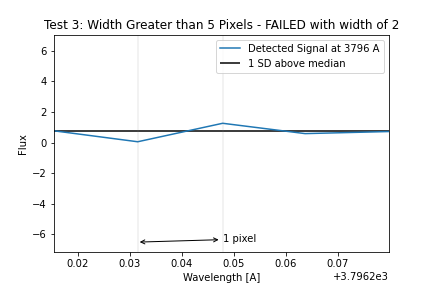 Test 3: Width Greater than 5 Pixels - FAILED with width of 2
Detected Signal at 3796 A
1 SD above median
6
4
2
0
−2
−4
−6
Flux
1 pixel
0.02 0.03 0.04 0.05 0.06 0.07
Wavelength [A]
+3.7962e3